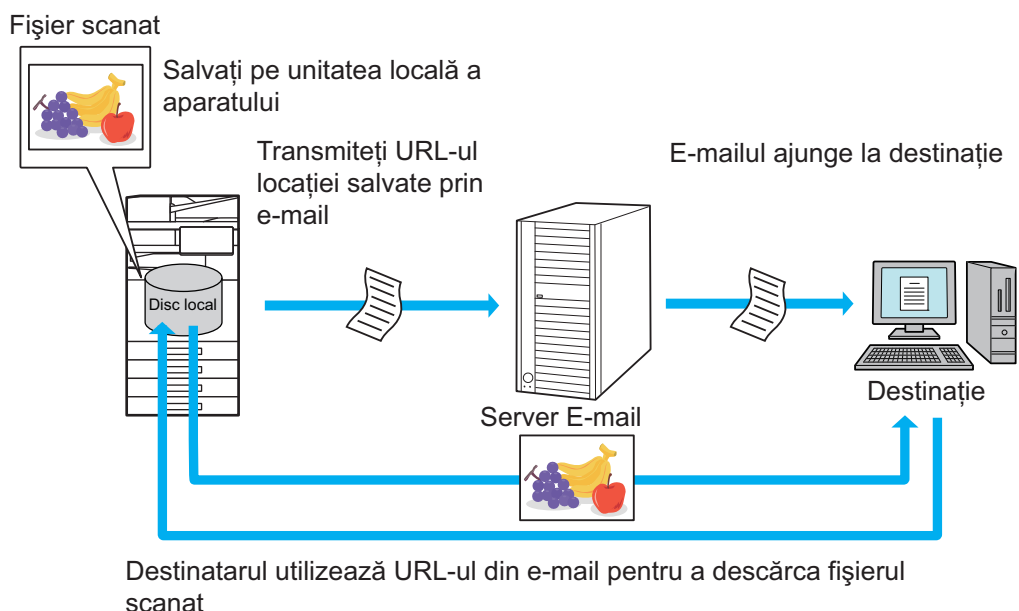 Fişier scanat
Salvați pe unitatea locală a
aparatului
Transmiteți URL-ul
locației salvate prin
e-mail
E-mailul ajunge la destinație
Disc local
Server E-mail
Destinație
Destinatarul utilizează URL-ul din e-mail pentru a descărca fişierul
scanat